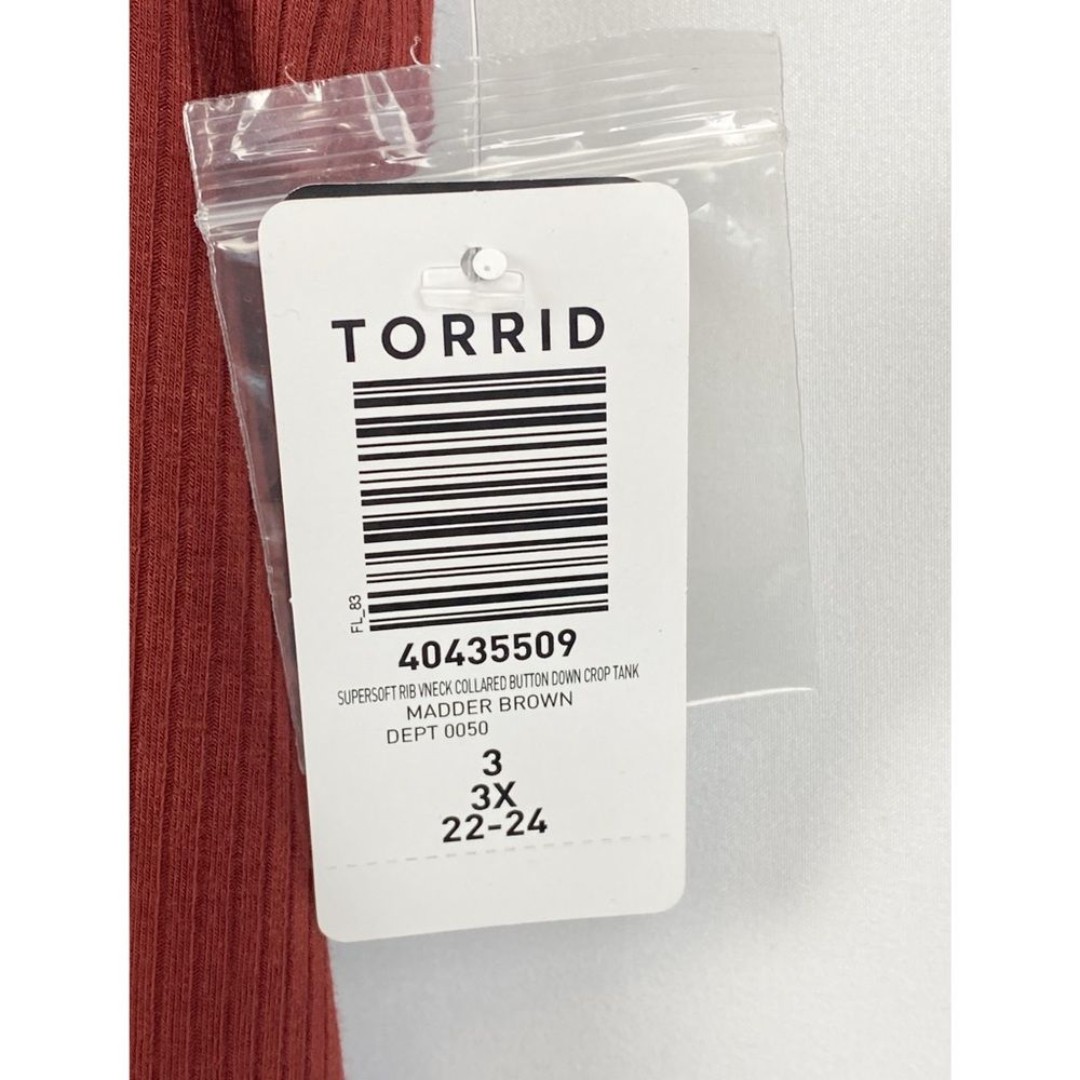 TORRID
FL_83
40435509
SUPERSOFT RIB VNECK COLLARED BUTTON DOWN CROP TANK
MADDER BROWN
DEPT 0050
3
3X
22-24